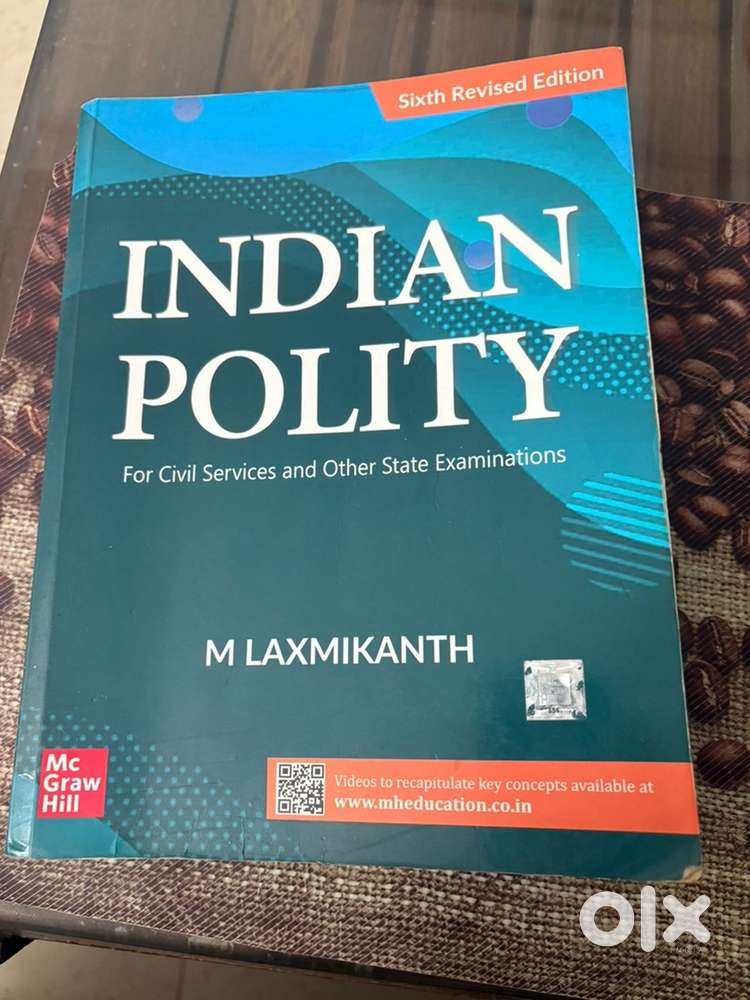 Sixth Revised Edition
INDIAN
POLITY
For Civil Services and Other State Examinations
M LAXMIKANTH
Mc
Graw
Hill
Videos to recapitulate key concepts available at
www.mheducation.co.in
olx